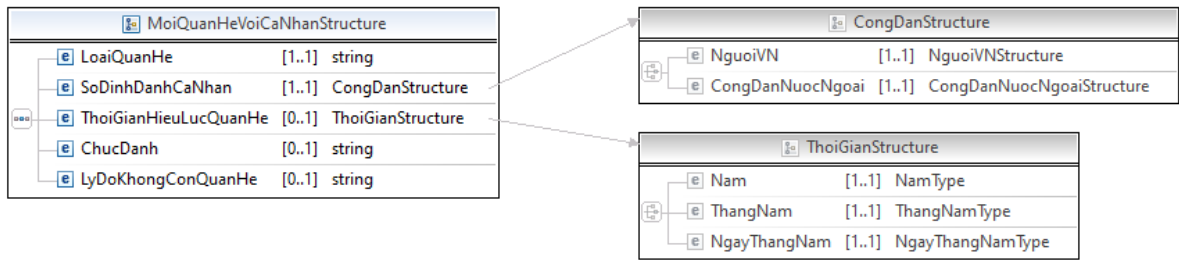 MoiQuanHeVoiCaNhanStructure
e LoaiQuanHe [1..1] string
e SoDinhDanhCaNhan [1..1] CongDanStructure
e ThoiGianHieuLucQuanHe [0..1] ThoiGianStructure
e ChucDanh [0..1] string
e LyDoKhongConQuanHe [0..1] string
CongDanStructure
e NguoiVN [1..1] NguoiVNStructure
e CongDanNuocNgoai [1..1] CongDanNuocNgoaiStructure
ThoiGianStructure
e Nam [1..1] NamType
e ThangNam [1..1] ThangNamType
e NgayThangNam [1..1] NgayThangNamType